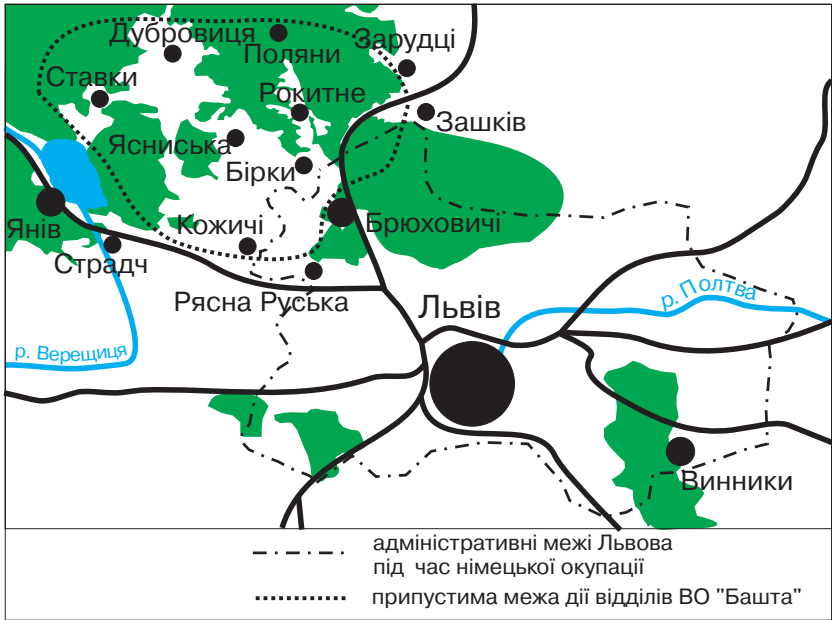 Дубровиця
Поляни
Зарудці
Ставки
Рокитне
Зашків
Ясниська
Бірки
Янів
Кожичі
Брюховичі
Страдч
Рясна Руська
Львів
р. Полтва
р. Верещиця
Винники
адміністративні межі Львова
під час німецької окупації
припустима межа дії відділів ВО "Башта"